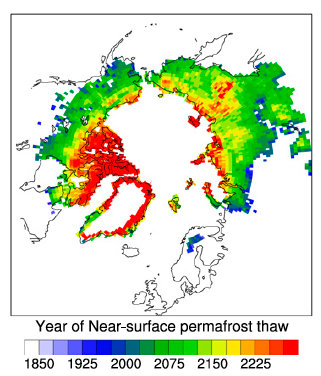 Year of Near-surface permafrost thaw
1850 1925 2000 2075 2150 2225